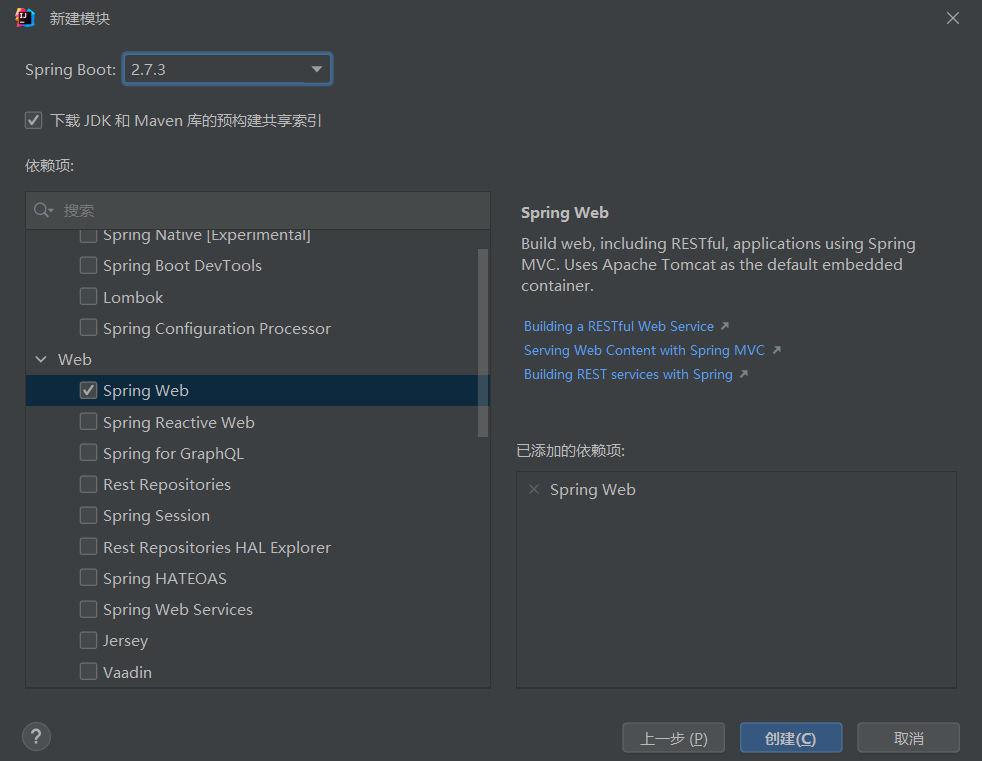 新建模块
Spring Boot: 2.7.3
下载 JDK 和 Maven 库的预构建共享索引
依赖项:
搜索
Spring Native [Experimental]
Spring Boot DevTools
Lombok
Spring Configuration Processor
Web
Spring Web
Spring Reactive Web
Spring for GraphQL
Rest Repositories
Spring Session
Rest Repositories HAL Explorer
Spring HATEOAS
Spring Web Services
Jersey
Vaadin
Spring Web
Build web, including RESTful, applications using Spring
MVC. Uses Apache Tomcat as the default embedded
container.
Building a RESTful Web Service
Serving Web Content with Spring MVC
Building REST services with Spring
已添加的依赖项:
Spring Web
?
上一步 (P)
创建(C)
取消